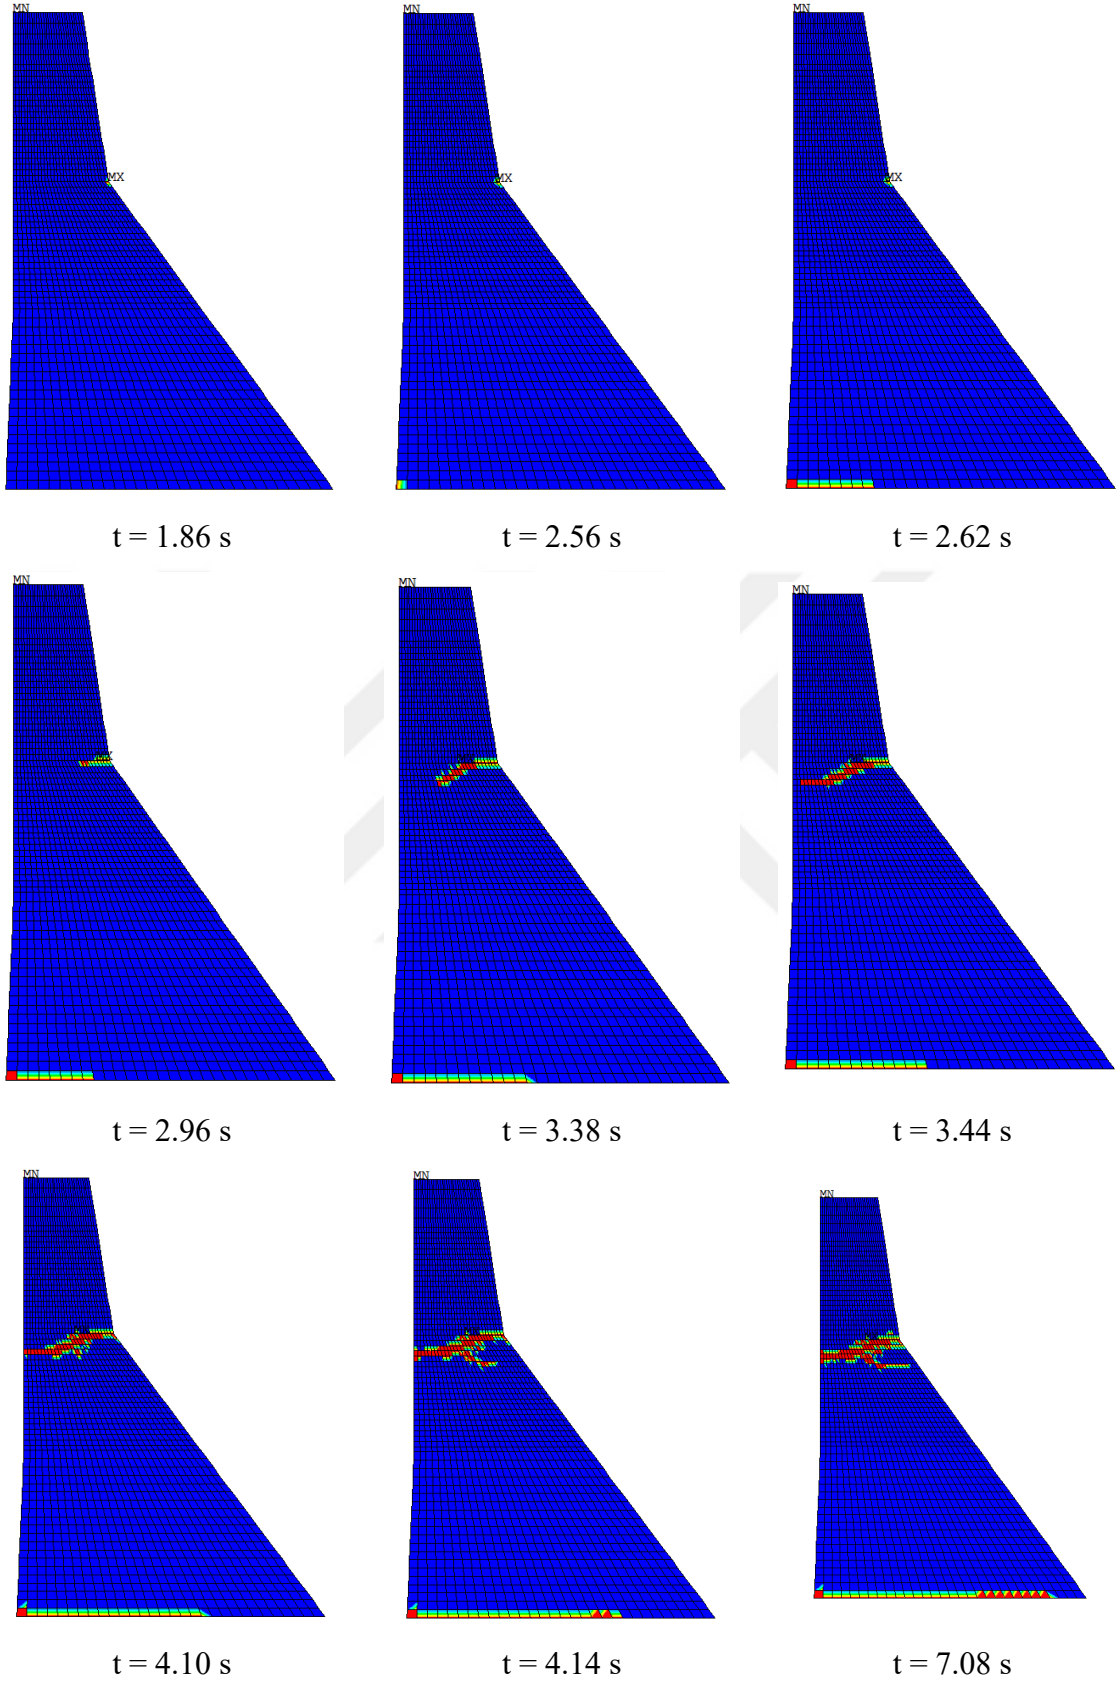 MN MN MN
MX MX MX
t = 1.86 s t = 2.56 s t = 2.62 s
MN MN MN
t = 2.96 s t = 3.38 s t = 3.44 s
MN MN MN
t = 4.10 s t = 4.14 s t = 7.08 s